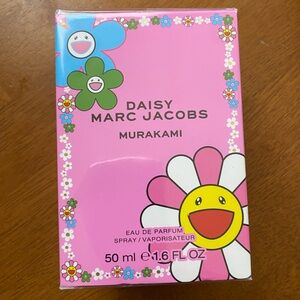 DAISY
MARC JACOBS
MURAKAMI
EAU DE PARFUM
SPRAY / VAPORISATEUR
50 ml ℮ 1.6 FL OZ